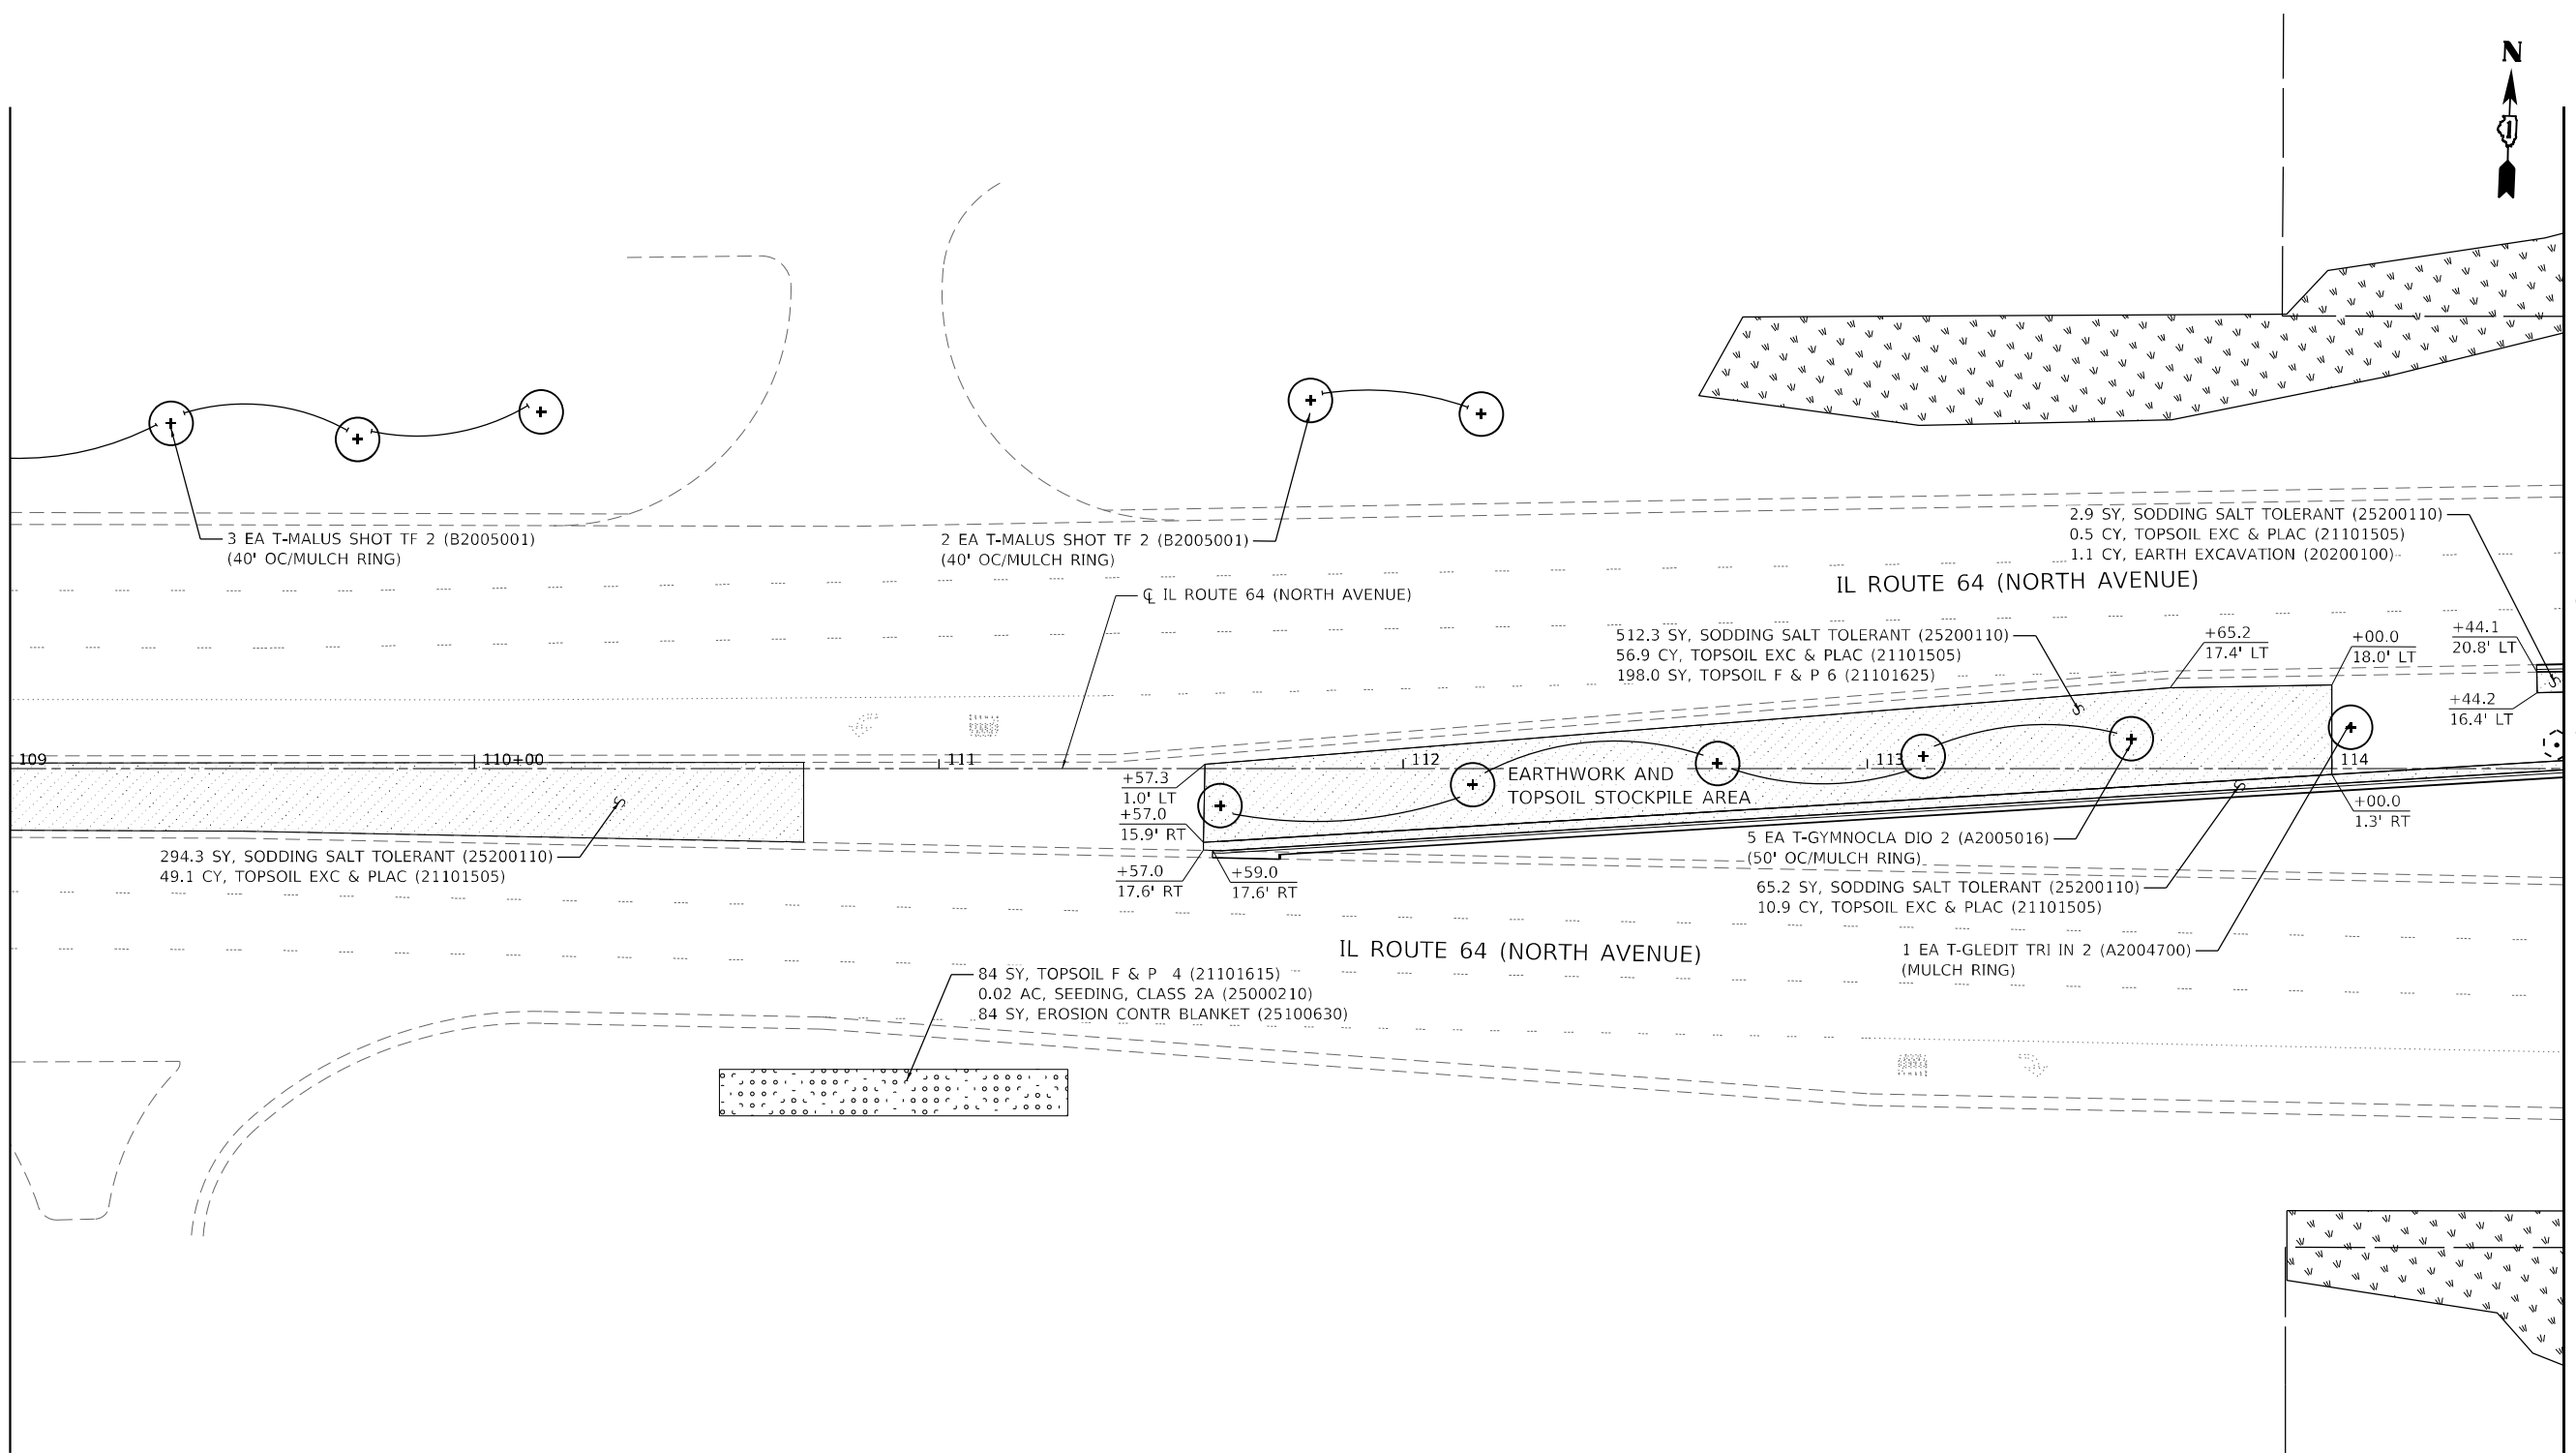 N
3 EA T-MALUS SHOT TF 2 (B2005001)
(40' OC/MULCH RING)
2 EA T-MALUS SHOT TF 2 (B2005001)
(40' OC/MULCH RING)
2.9 SY, SODDING SALT TOLERANT (25200110)
0.5 CY, TOPSOIL EXC & PLAC (21101505)
1.1 CY, EARTH EXCAVATION (20200100)
IL ROUTE 64 (NORTH AVENUE)
℄ IL ROUTE 64 (NORTH AVENUE)
512.3 SY, SODDING SALT TOLERANT (25200110)
56.9 CY, TOPSOIL EXC & PLAC (21101505)
198.0 SY, TOPSOIL F & P 6 (21101625)
+65.2
17.4' LT
+00.0
18.0' LT
+44.1
20.8' LT
S
S
+44.2
16.4' LT
109
110+00
111
112
113
114
+57.3
1.0' LT
+57.0
15.9' RT
EARTHWORK AND
TOPSOIL STOCKPILE AREA
S
S
+00.0
1.3' RT
294.3 SY, SODDING SALT TOLERANT (25200110)
49.1 CY, TOPSOIL EXC & PLAC (21101505)
+57.0
17.6' RT
+59.0
17.6' RT
5 EA T-GYMNOCLA DIO 2 (A2005016)
(50' OC/MULCH RING)
65.2 SY, SODDING SALT TOLERANT (25200110)
10.9 CY, TOPSOIL EXC & PLAC (21101505)
IL ROUTE 64 (NORTH AVENUE)
1 EA T-GLEDIT TRI IN 2 (A2004700)
(MULCH RING)
84 SY, TOPSOIL F & P 4 (21101615)
0.02 AC, SEEDING, CLASS 2A (25000210)
84 SY, EROSION CONTR BLANKET (25100630)